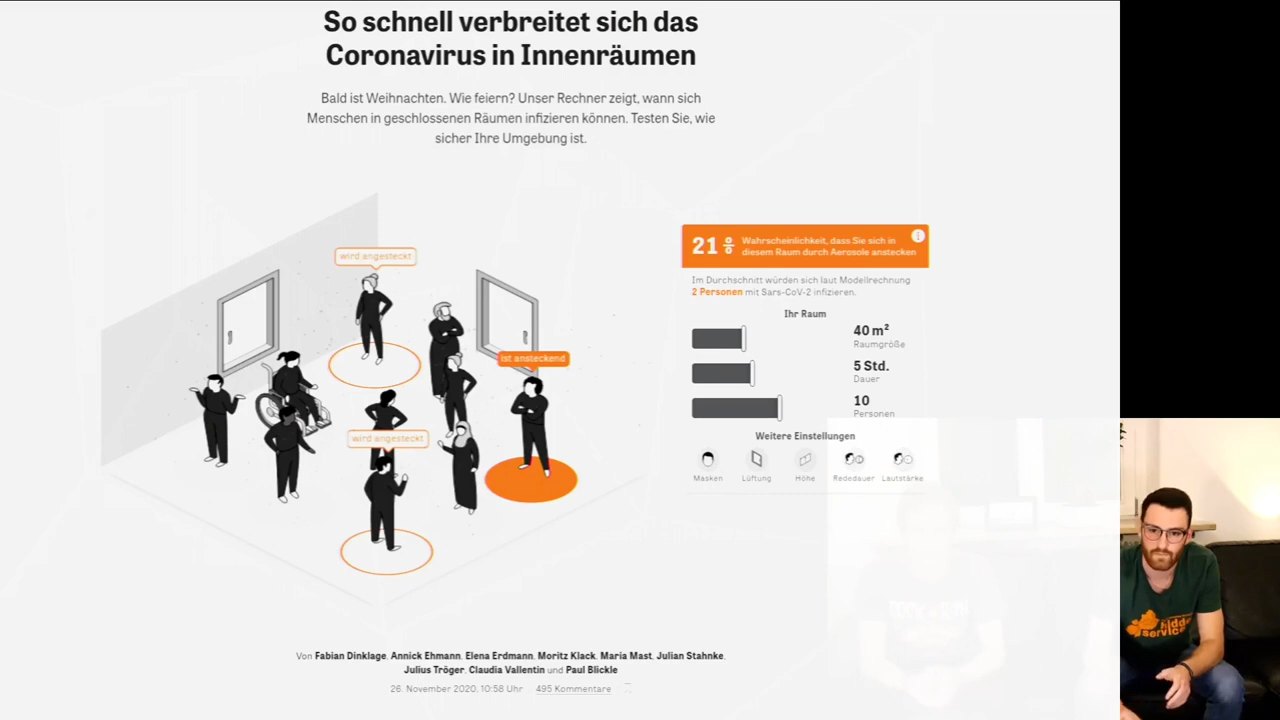 So schnell verbreitet sich das
Coronavirus in Innenräumen
Bald ist Weihnachten. Wie feiern? Unser Rechner zeigt, wann sich
Menschen in geschlossenen Räumen infizieren können. Testen Sie, wie
sicher Ihre Umgebung ist.
wird angesteckt
ist ansteckend
wird angesteckt
21 %
Wahrscheinlichkeit, dass Sie sich in
diesem Raum durch Aerosole anstecken
i
Im Durchschnitt würden sich laut Modellrechnung
2 Personen mit Sars-CoV-2 infizieren.
Ihr Raum
40 m²
Raumgröße
5 Std.
Dauer
10
Personen
Weitere Einstellungen
Masken Lüftung Höhe Rededauer Lautstärke
Von Fabian Dinklage, Annick Ehmann, Elena Erdmann, Moritz Klack, Maria Mast, Julian Stahnke,
Julius Tröger, Claudia Vallentin und Paul Blickle
26. November 2020, 10:58 Uhr 495 Kommentare
hidden
service